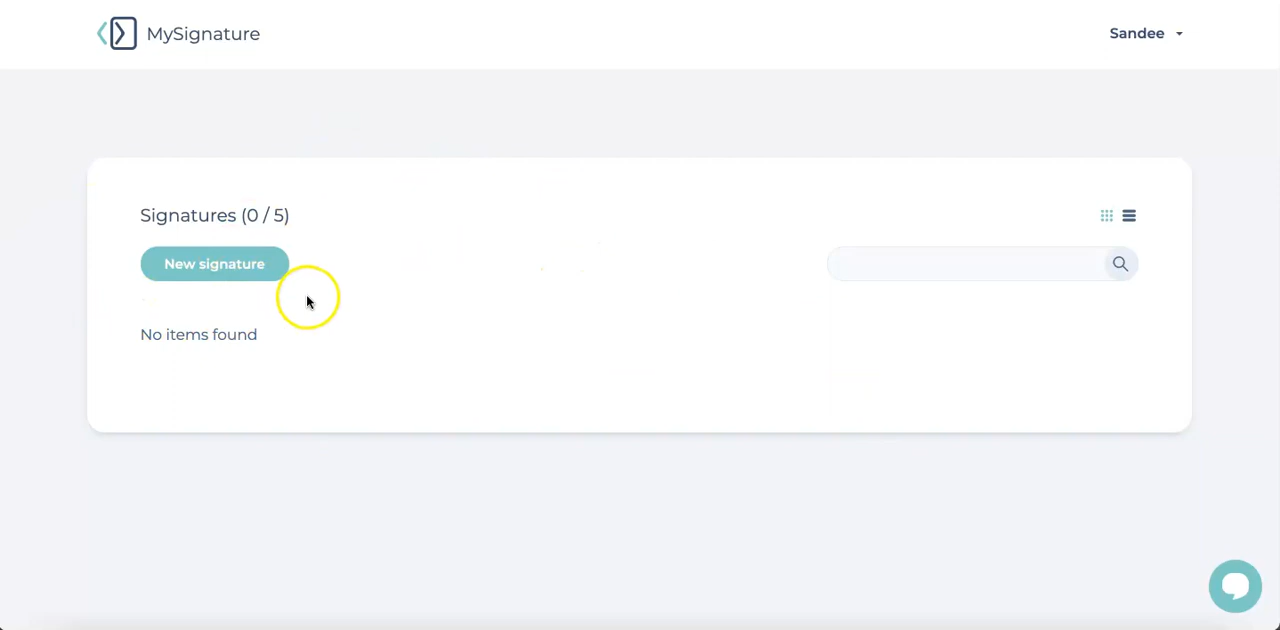 MySignature
Sandee
Signatures (0 / 5)
New signature
No items found